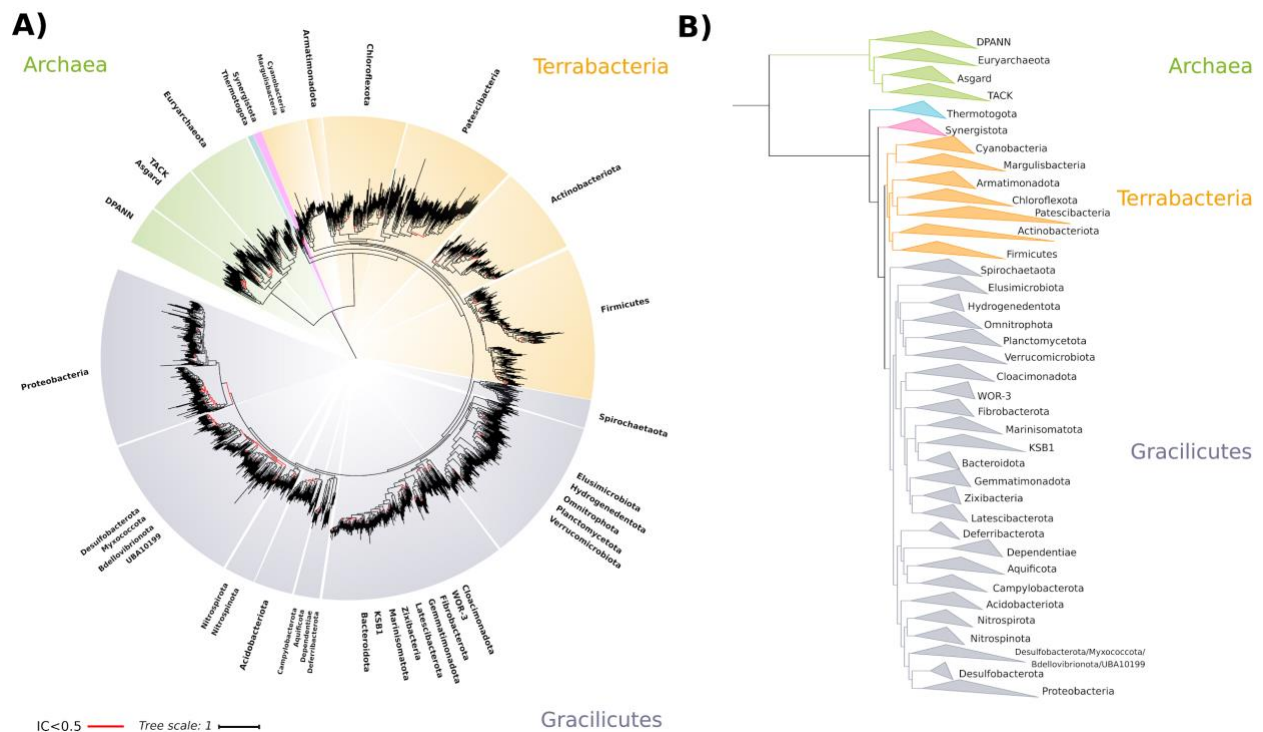 A)
Archaea
Terrabacteria
DPANN
Asgard
TACK
Euryarchaeota
Thermotogota
Synergistota
Margulisbacteria
Cyanobacteria
Armatimonadota
Chloroflexota
Patescibacteria
Actinobacteriota
Firmicutes
Spirochaetaota
Elusimicrobiota
Hydrogenedentota
Omnitrophota
Planctomycetota
Verrucomicrobiota
Cloacimonadota
WOR-3
Fibrobacterota
Gemmatimonadota
Latescibacterota
Zixibacteria
Marinisomatota
KSB1
Bacteroidota
Deferribacterota
Dependentiae
Aquificota
Campylobacterota
Acidobacteriota
Nitrospinota
Nitrospirota
Desulfobacterota
Myxococcota
Bdellovibrionota
UBA10199
Proteobacteria
Gracilicutes
IC<0.5
Tree scale: 1
B)
Archaea
DPANN
Euryarchaeota
Asgard
TACK
Thermotogota
Synergistota
Cyanobacteria
Margulisbacteria
Armatimonadota
Chloroflexota
Terrabacteria
Patescibacteria
Actinobacteriota
Firmicutes
Spirochaetaota
Elusimicrobiota
Hydrogenedentota
Omnitrophota
Planctomycetota
Verrucomicrobiota
Cloacimonadota
WOR-3
Fibrobacterota
Marinisomatota
KSB1
Gracilicutes
Bacteroidota
Gemmatimonadota
Zixibacteria
Latescibacterota
Deferribacterota
Dependentiae
Aquificota
Campylobacterota
Acidobacteriota
Nitrospirota
Nitrospinota
Desulfobacterota/Myxococcota/
Bdellovibrionota/UBA10199
Desulfobacterota
Proteobacteria